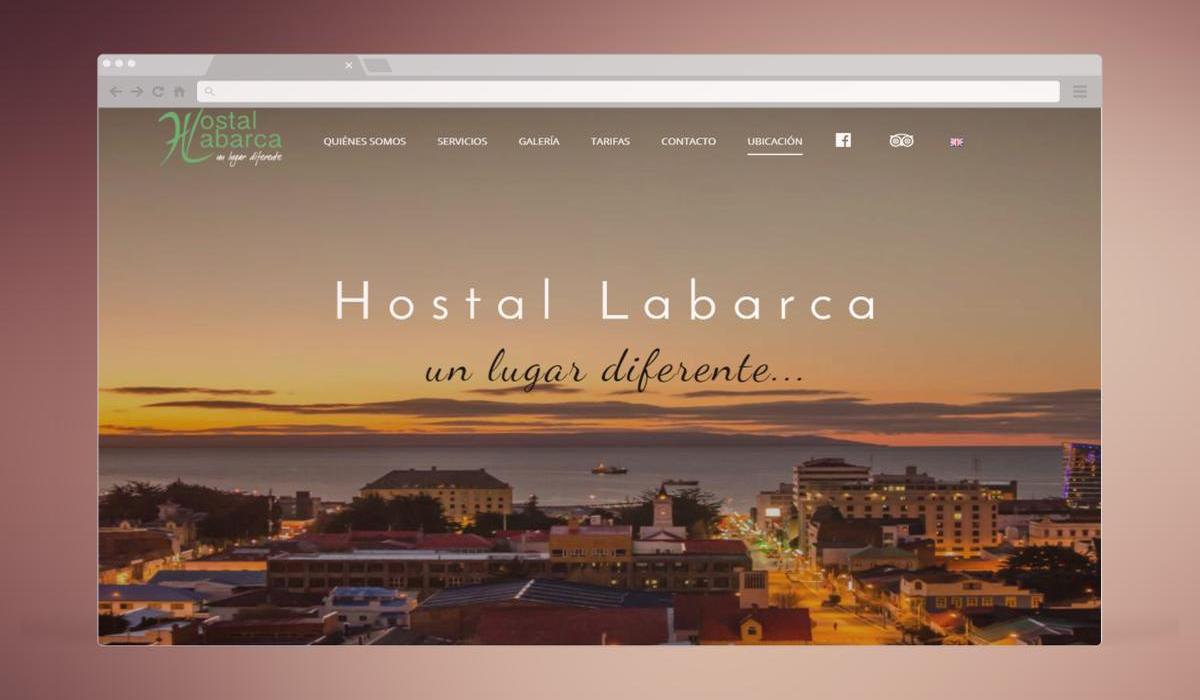 Hostal
Labarca
un lugar diferente
QUIÉNES SOMOS SERVICIOS GALERÍA TARIFAS CONTACTO UBICACIÓN
Hostal Labarca
un lugar diferente...